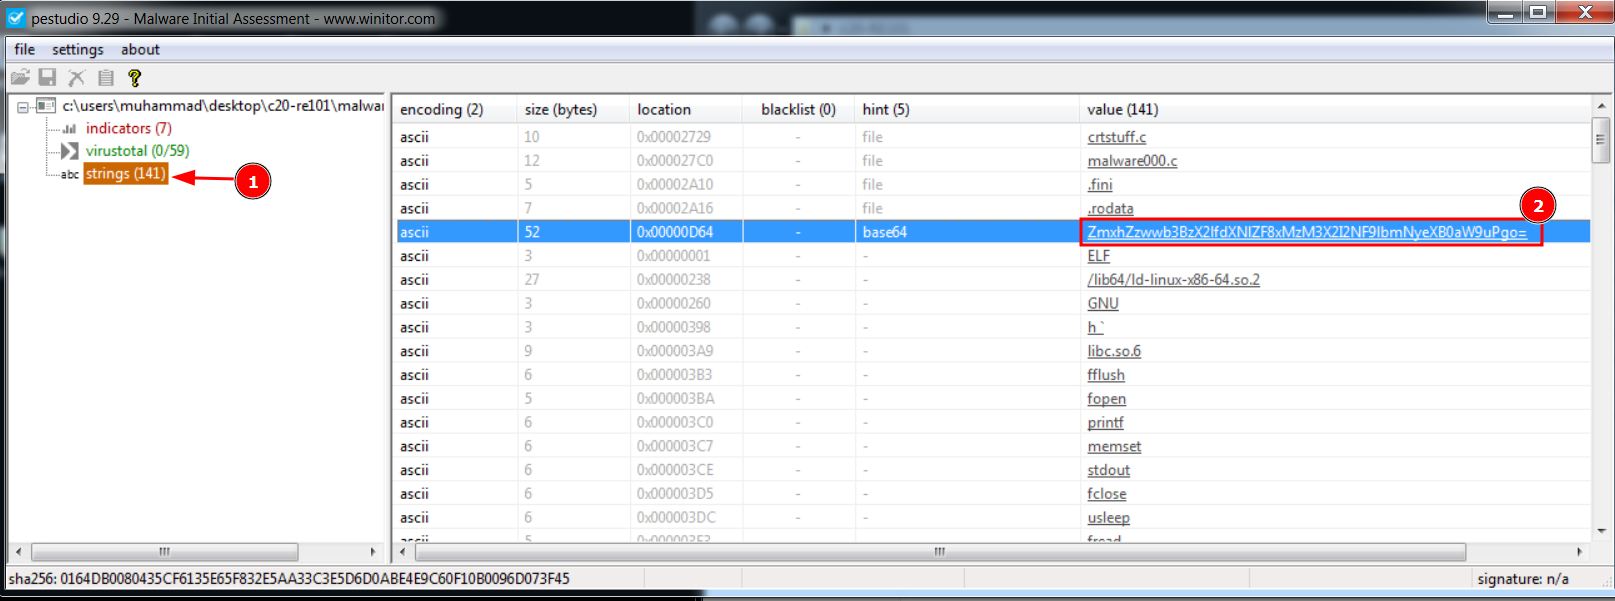 pestudio 9.29 - Malware Initial Assessment - www.winitor.com
file settings about
c:\users\muhammad\desktop\c20-re101\malwar
indicators (7)
virustotal (0/59)
abc strings (141)
1
encoding (2) size (bytes) location blacklist (0) hint (5) value (141)
ascii 10 0x00002729 - file crtstuff.c
ascii 12 0x000027C0 - file malware000.c
ascii 5 0x00002A10 - file .fini
ascii 7 0x00002A16 - file .rodata
2
ascii 52 0x00000D64 - base64 ZmxhZzwwb3BzX2lfdXNlZF8xMzM3X2I2NF9lbmNyeXB0aW9uPgo=
ascii 3 0x00000001 - - ELF
ascii 27 0x00000238 - - /lib64/ld-linux-x86-64.so.2
ascii 3 0x00000260 - - GNU
ascii 3 0x00000398 - - h `
ascii 9 0x000003A9 - - libc.so.6
ascii 6 0x000003B3 - - fflush
ascii 5 0x000003BA - - fopen
ascii 6 0x000003C0 - - printf
ascii 6 0x000003C7 - - memset
ascii 6 0x000003CE - - stdout
ascii 6 0x000003D5 - - fclose
ascii 6 0x000003DC - - usleep
sha256: 0164DB0080435CF6135E65F832E5AA33C3E5D6D0ABE4E9C60F10B0096D073F45
signature: n/a